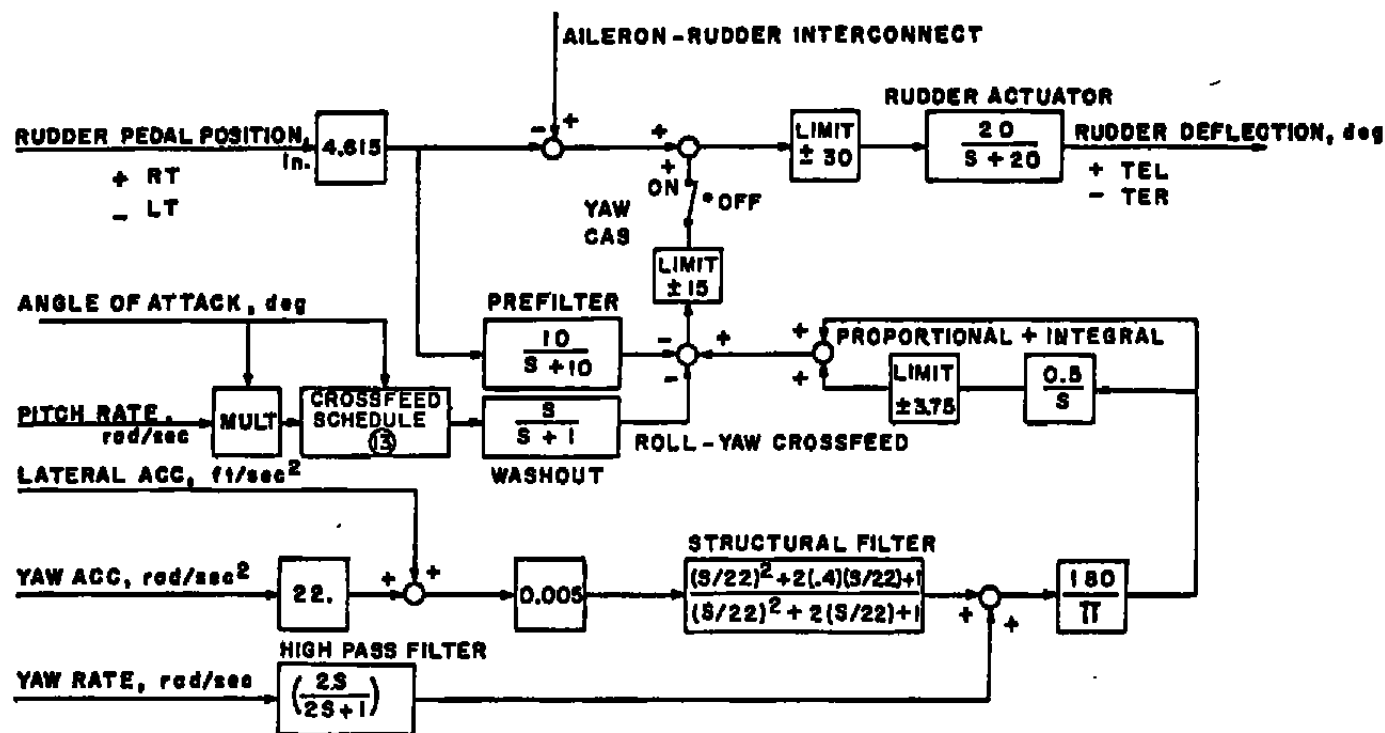 AILERON-RUDDER INTERCONNECT
RUDDER ACTUATOR
RUDDER PEDAL POSITION,
in.
4.615
- +
+
+
LIMIT
± 30
20
S + 20
RUDDER DEFLECTION, deg
+ RT
- LT
+ TEL
- TER
ON
OFF
YAW
CAS
LIMIT
± 15
ANGLE OF ATTACK, deg
PREFILTER
10
S + 10
-
-
+
+
+
PROPORTIONAL + INTEGRAL
LIMIT
±3.75
0.5
S
PITCH RATE,
rad/sec
MULT
CROSSFEED
SCHEDULE
13
S
S + 1
ROLL-YAW CROSSFEED
WASHOUT
LATERAL ACC, ft/sec2
STRUCTURAL FILTER
YAW ACC, rad/sec2
22.
+ +
0.005
(S/22)2 + 2(.4)(S/22)+1
(S/22)2 + 2(S/22)+1
+ +
180
π
HIGH PASS FILTER
YAW RATE, rad/sec
(2S
2S+1)